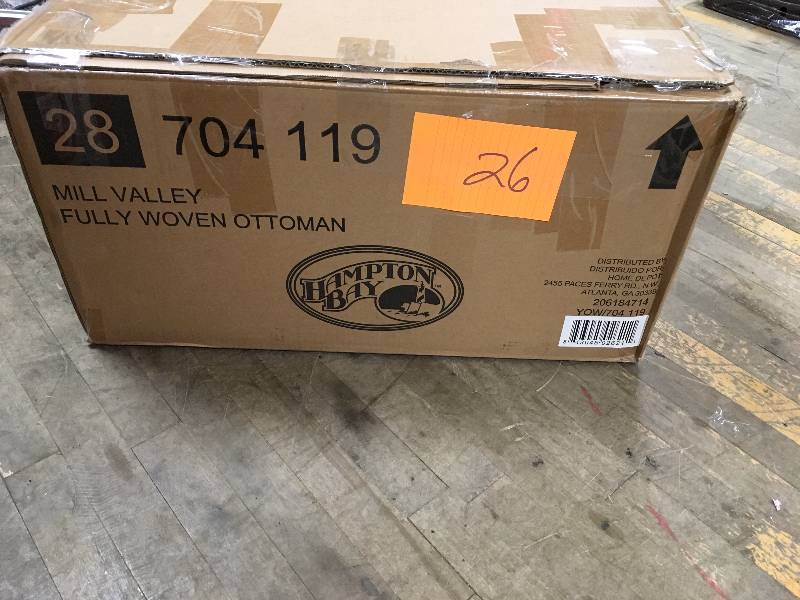 28 704 119
26
MILL VALLEY
FULLY WOVEN OTTOMAN
HAMPTON
BAY
DISTRIBUTED BY
DISTRIBUIDO POR
HOME DEPOT
2455 PACES FERRY RD., N.W.
ATLANTA, GA 30339
206184714
YOW/704 119